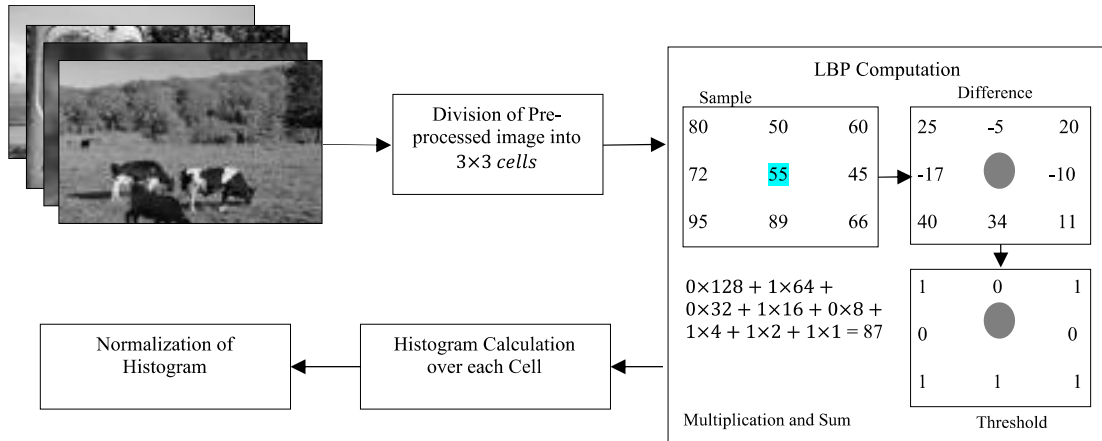 LBP Computation
Sample
Difference
80 50 60
72 55 45
95 89 66
25 -5 20
-17 -10
40 34 11
Division of Pre-
processed image into
3×3 cells
0×128 + 1×64 +
0×32 + 1×16 + 0×8 +
1×4 + 1×2 + 1×1 = 87
1 0 1
0 0
1 1 1
Multiplication and Sum
Threshold
Histogram Calculation
over each Cell
Normalization of
Histogram